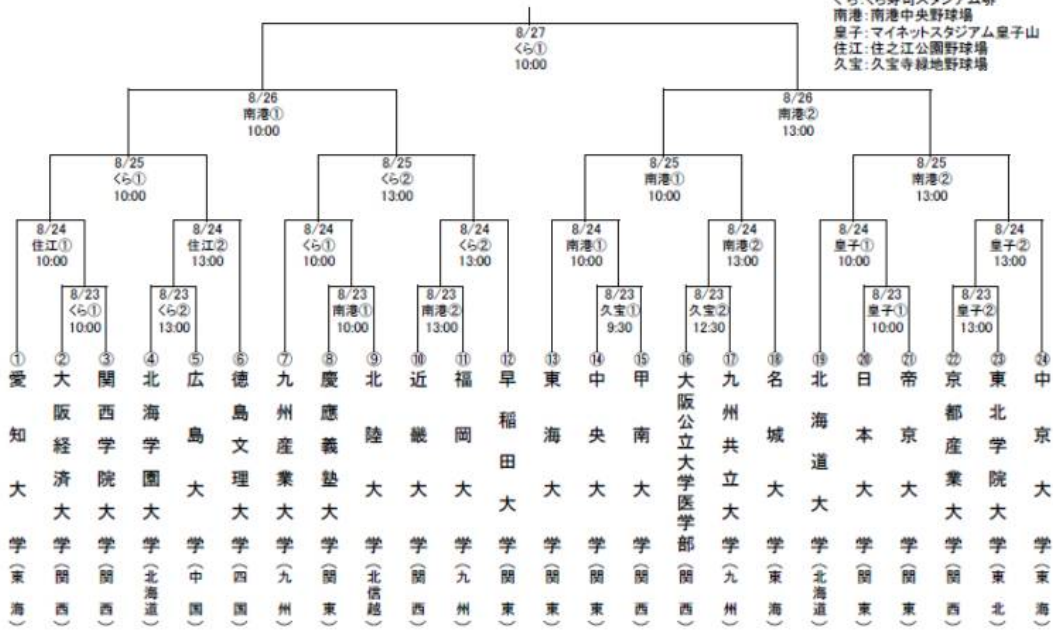 くら:くら寿司スタジアム堺
南港:南港中央野球場
皇子:マイネットスタジアム皇子山
住江:住之江公園野球場
久宝:久宝寺緑地野球場
8/27
くら①
10:00
8/26
南港①
10:00
8/26
南港②
13:00
8/25
くら①
10:00
8/25
くら②
13:00
8/25
南港①
10:00
8/25
南港②
13:00
8/24
住江①
10:00
8/24
住江②
13:00
8/24
くら①
10:00
8/24
くら②
13:00
8/24
南港①
10:00
8/24
南港②
13:00
8/24
皇子①
10:00
8/24
皇子②
13:00
8/23
くら①
10:00
8/23
くら②
13:00
8/23
南港①
10:00
8/23
南港②
13:00
8/23
久宝①
9:30
8/23
久宝②
12:30
8/23
皇子①
10:00
8/23
皇子②
13:00
①愛知大学(東海)
②大阪経済大学(関西)
③関西学院大学(関西)
④北海学園大学(北海道)
⑤広島大学(中国)
⑥徳島文理大学(四国)
⑦九州産業大学(九州)
⑧慶應義塾大学(関東)
⑨北陸大学(北信越)
⑩近畿大学(関西)
⑪福岡大学(九州)
⑫早稲田大学(関東)
⑬東海大学(関東)
⑭中央大学(関東)
⑮甲南大学(関西)
⑯大阪公立大学医学部(関西)
⑰九州共立大学(九州)
⑱名城大学(東海)
⑲北海道大学(北海道)
⑳日本大学(関東)
㉑帝京大学(関東)
㉒京都産業大学(関西)
㉓東北学院大学(東北)
㉔中京大学(東海)